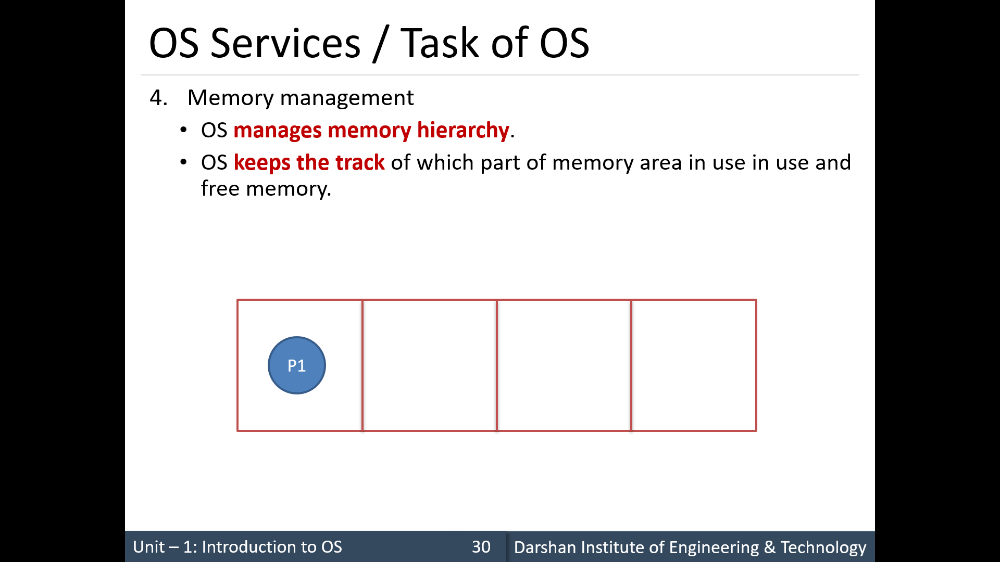 OS Services / Task of OS
4. Memory management
• OS manages memory hierarchy.
• OS keeps the track of which part of memory area in use in use and
free memory.
P1
Unit – 1: Introduction to OS 30 Darshan Institute of Engineering & Technology